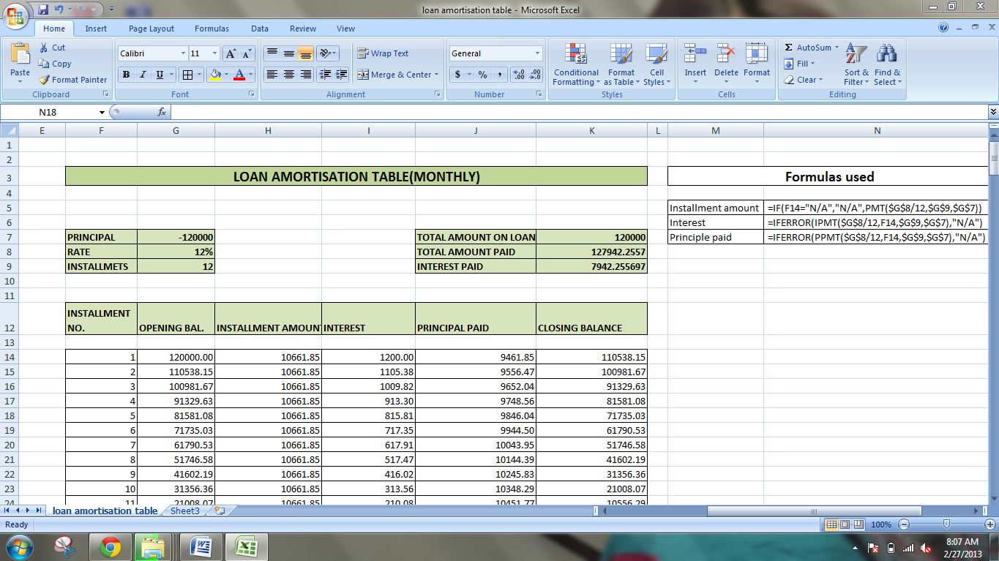 loan amortisation table - Microsoft Excel
Home Insert Page Layout Formulas Data Review View
Paste Cut Copy Format Painter Clipboard
Calibri 11 A A B I U A Font
Wrap Text Merge & Center Alignment
General $ % , .00 .00 Number
Conditional Formatting Format as Table Cell Styles Styles
Insert Delete Format Cells
Σ AutoSum Fill Clear Sort & Filter Find & Select Editing
N18 fx
E F G H I J K L M N
1
2
3 LOAN AMORTISATION TABLE(MONTHLY) Formulas used
4
5 Installment amount =IF(F14="N/A","N/A",PMT($G$8/12,$G$9,$G$7))
6 Interest =IFERROR(IPMT($G$8/12,F14,$G$9,$G$7),"N/A")
7 PRINCIPAL -120000 TOTAL AMOUNT ON LOAN 120000 Principle paid =IFERROR(PPMT($G$8/12,F14,$G$9,$G$7),"N/A")
8 RATE 12% TOTAL AMOUNT PAID 127942.2557
9 INSTALLMETS 12 INTEREST PAID 7942.255697
10
11
12 INSTALLMENT NO. OPENING BAL. INSTALLMENT AMOUN INTEREST PRINCIPAL PAID CLOSING BALANCE
13
14 1 120000.00 10661.85 1200.00 9461.85 110538.15
15 2 110538.15 10661.85 1105.38 9556.47 100981.67
16 3 100981.67 10661.85 1009.82 9652.04 91329.63
17 4 91329.63 10661.85 913.30 9748.56 81581.08
18 5 81581.08 10661.85 815.81 9846.04 71735.03
19 6 71735.03 10661.85 717.35 9944.50 61790.53
20 7 61790.53 10661.85 617.91 10043.95 51746.58
21 8 51746.58 10661.85 517.47 10144.39 41602.19
22 9 41602.19 10661.85 416.02 10245.83 31356.36
23 10 31356.36 10661.85 313.56 10348.29 21008.07
24 11 21008.07 10661.85 210.08 10451.77 10556.29
loan amortisation table Sheet3
Ready 100%
8:07 AM
2/27/2013